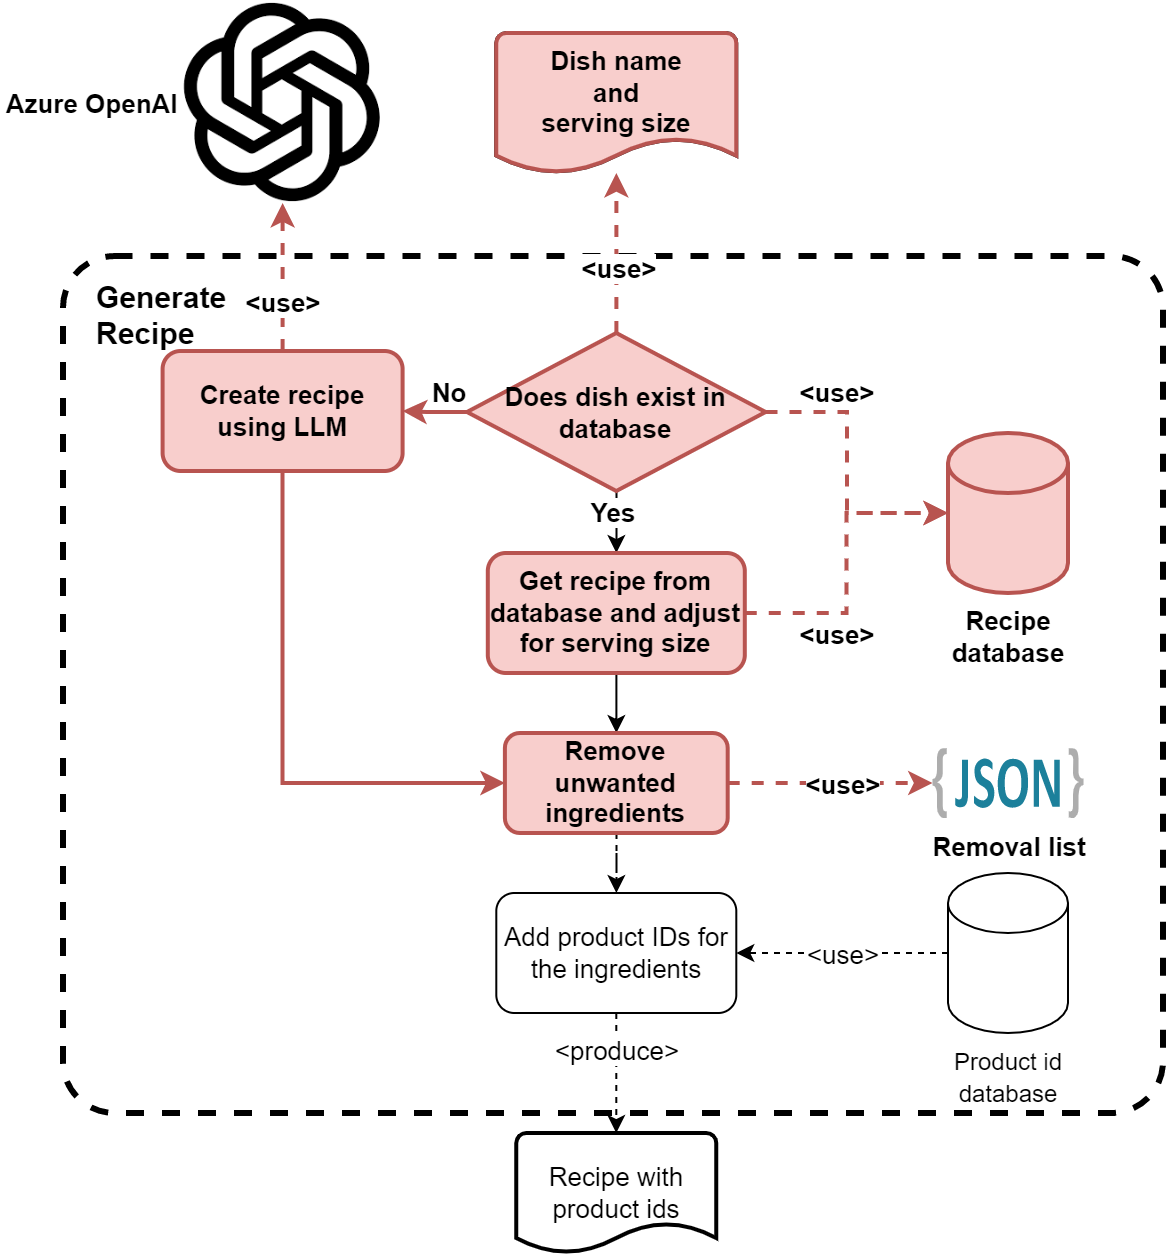 Azure OpenAI
Dish name
and
serving size
<use>
<use>
Generate
Recipe
Create recipe
using LLM
No
Does dish exist in
database
<use>
Yes
Get recipe from
database and adjust
for serving size
<use>
Recipe
database
Remove
unwanted
ingredients
<use>
{JSON}
Removal list
Add product IDs for
the ingredients
<use>
Product id
database
<produce>
Recipe with
product ids